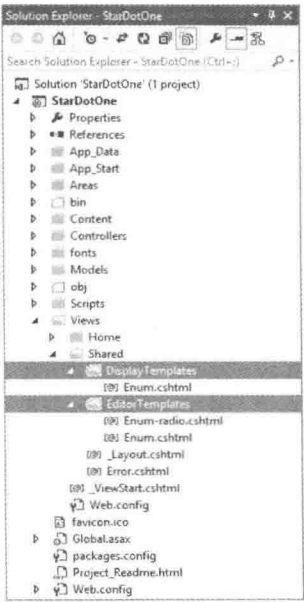 Solution Explorer - StarDotOne
Search Solution Explorer - StarDotOne (Ctrl+;)
Solution 'StarDotOne' (1 project)
StarDotOne
Properties
References
App_Data
App_Start
Areas
bin
Content
Controllers
fonts
Models
obj
Scripts
Views
Home
Shared
DisplayTemplates
Enum.cshtml
EditorTemplates
Enum-radio.cshtml
Enum.cshtml
_Layout.cshtml
Error.cshtml
_ViewStart.cshtml
Web.config
favicon.ico
Global.asax
packages.config
Project_Readme.html
Web.config